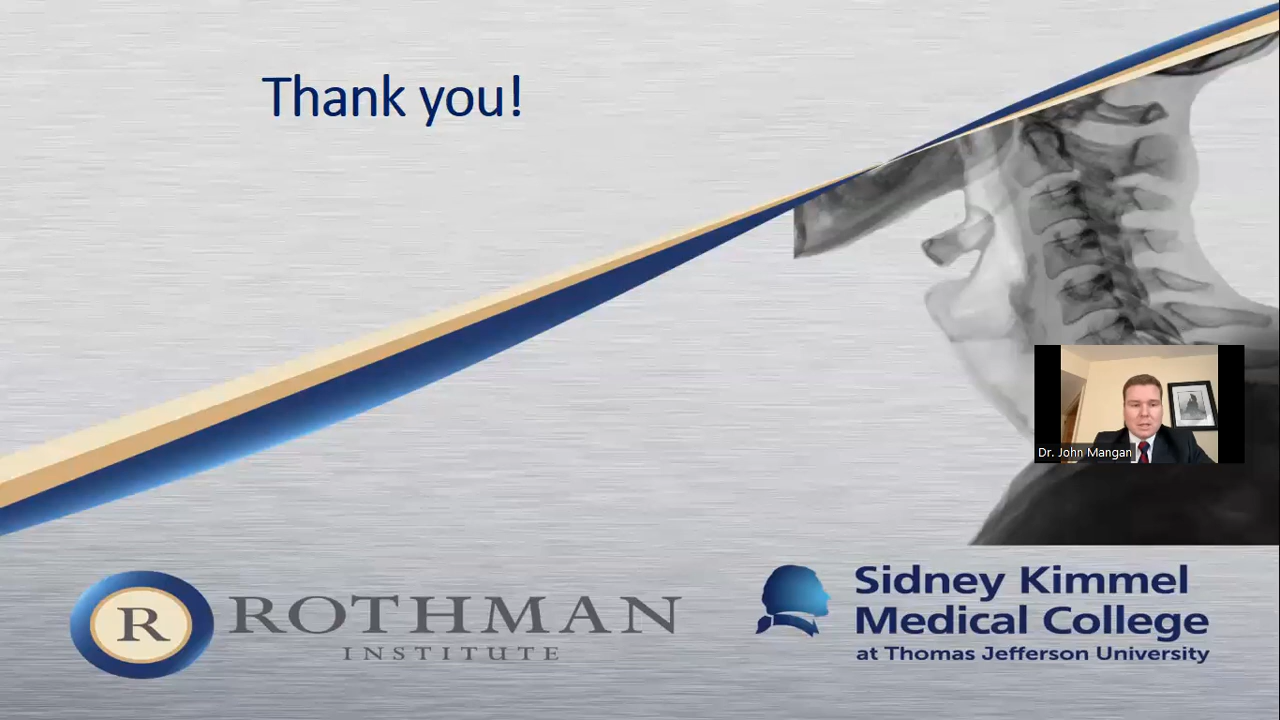 Thank you!
Dr. John Mangan
R
ROTHMAN
INSTITUTE
Sidney Kimmel
Medical College
at Thomas Jefferson University